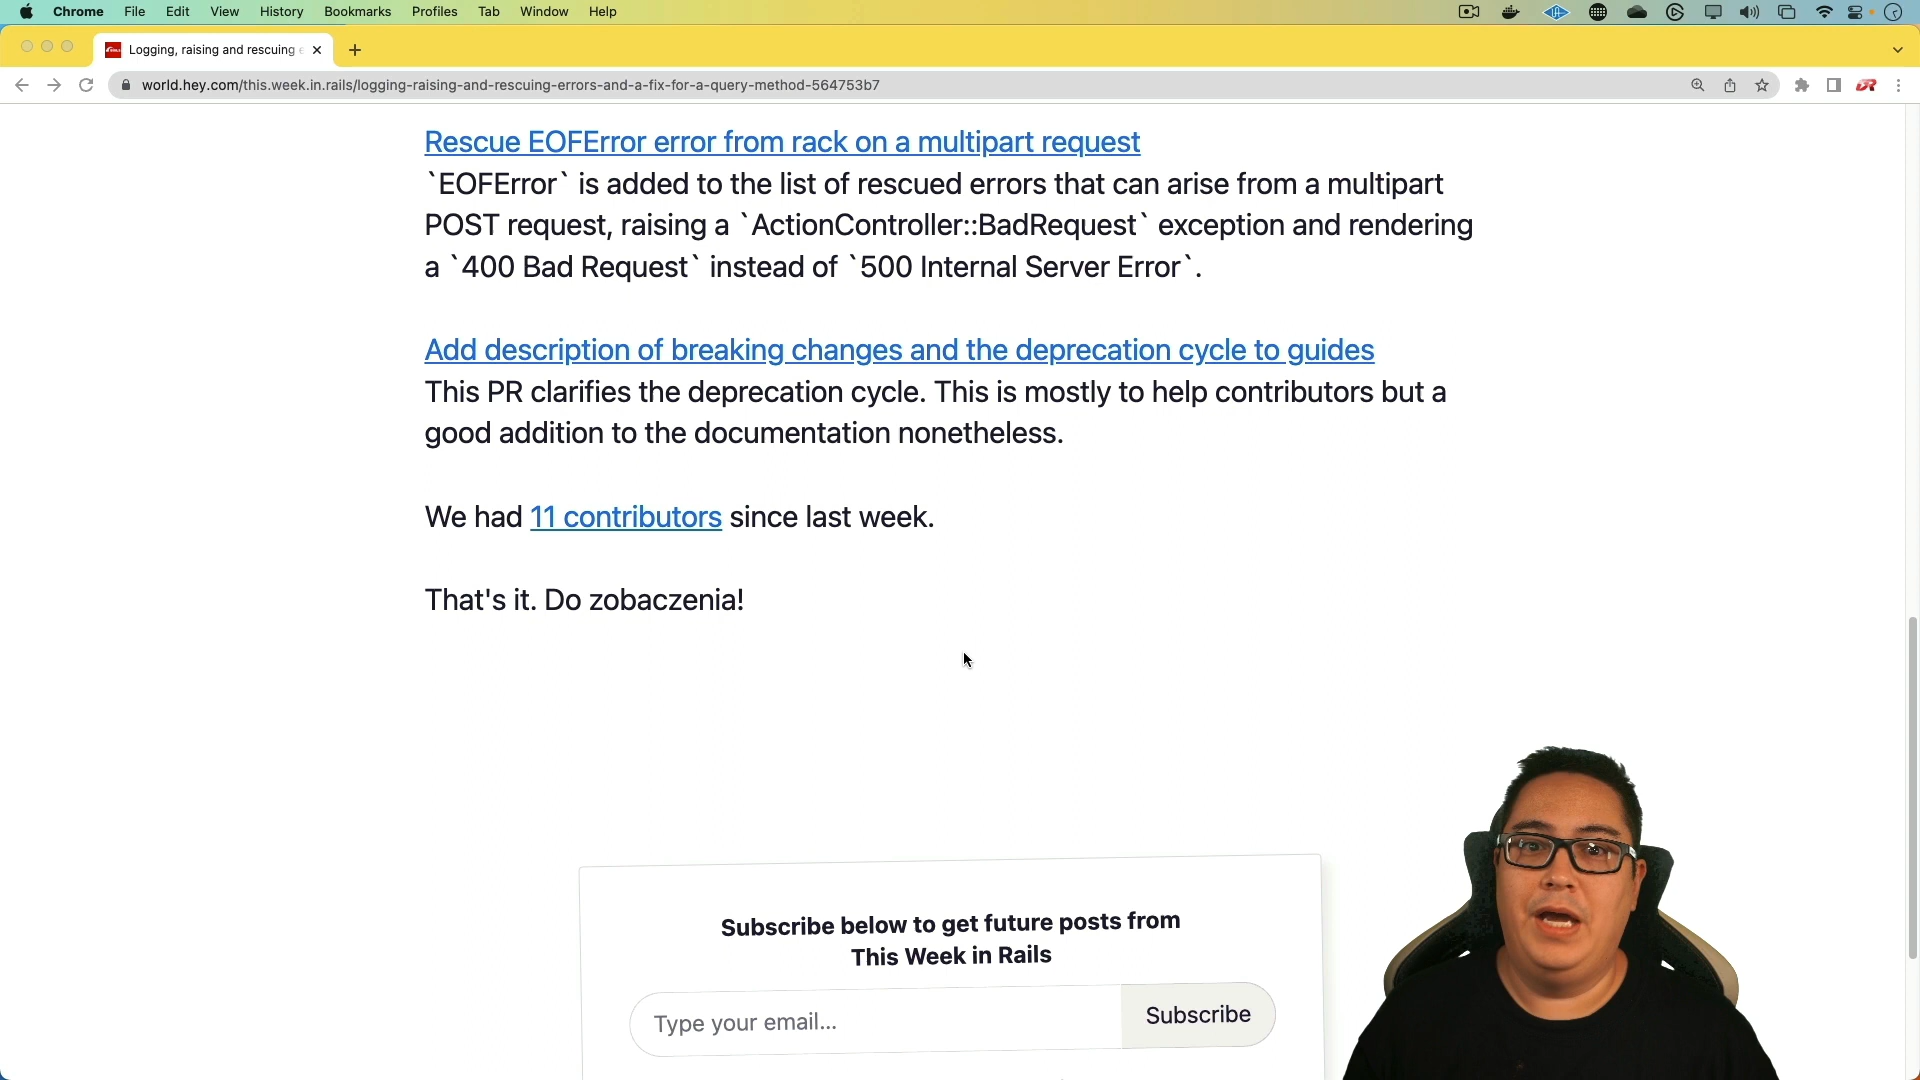 Chrome File Edit View History Bookmarks Profiles Tab Window Help
Logging, raising and rescuing
world.hey.com/this.week.in.rails/logging-raising-and-rescuing-errors-and-a-fix-for-a-query-method-564753b7
Rescue EOFError error from rack on a multipart request
`EOFError` is added to the list of rescued errors that can arise from a multipart
POST request, raising a `ActionController::BadRequest` exception and rendering
a `400 Bad Request` instead of `500 Internal Server Error`.
Add description of breaking changes and the deprecation cycle to guides
This PR clarifies the deprecation cycle. This is mostly to help contributors but a
good addition to the documentation nonetheless.
We had 11 contributors since last week.
That's it. Do zobaczenia!
Subscribe below to get future posts from
This Week in Rails
Type your email...
Subscribe